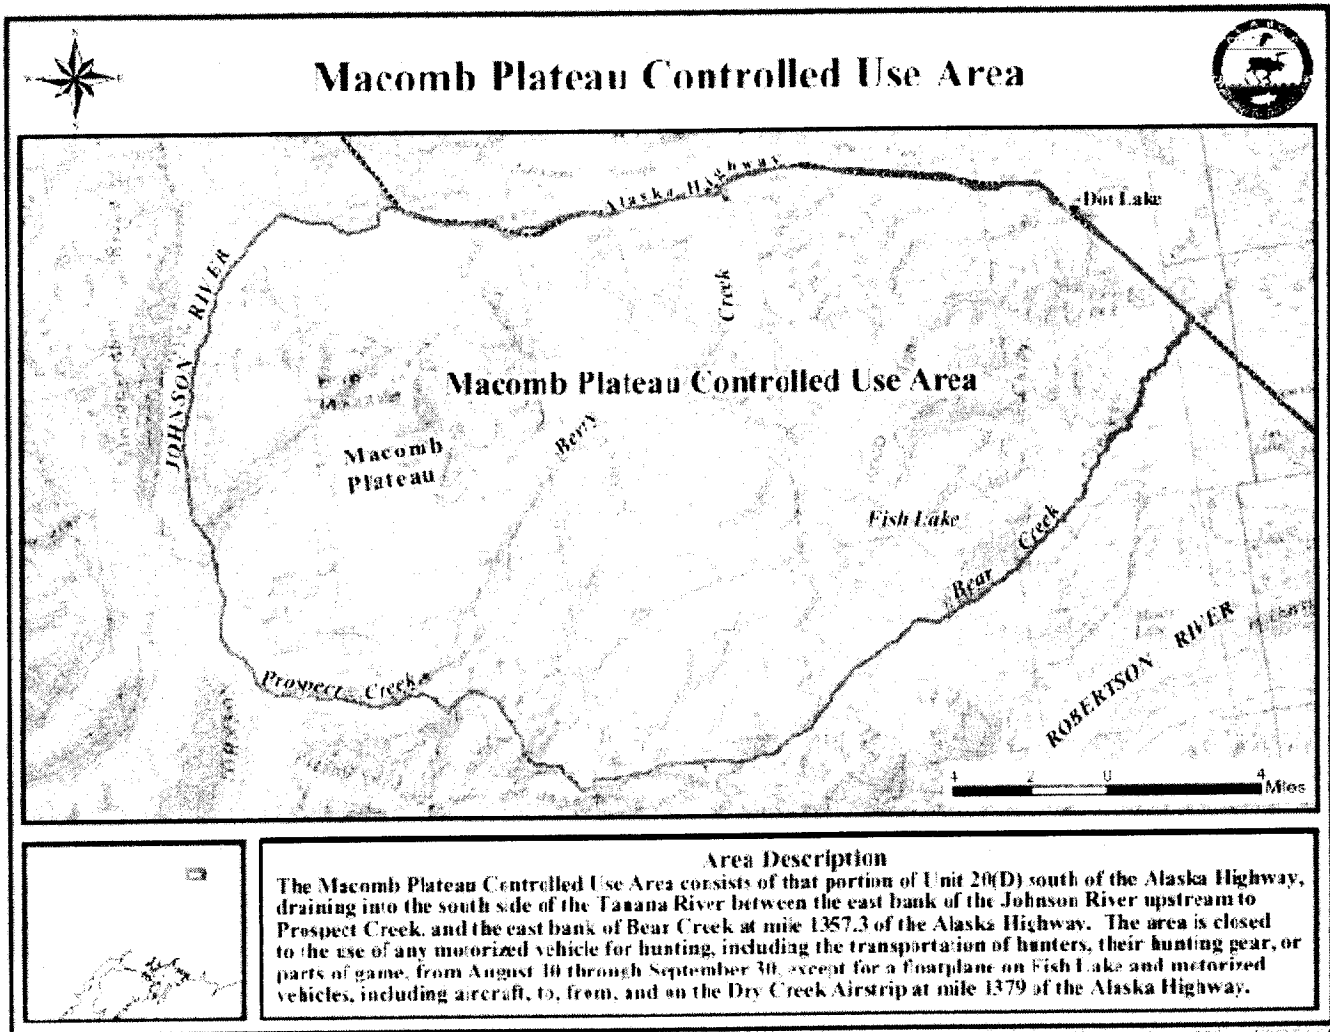 Macomb Plateau Controlled Use Area
ALASKA
N
Alaska Highway
Dot Lake
JOHNSON RIVER
Creek
Macomb Plateau Controlled Use Area
Berry
Macomb
Plateau
Fish Lake
Bear Creek
Prospect Creek
ROBERTSON RIVER
4 2 0 4
Miles
Area Description
The Macomb Plateau Controlled Use Area consists of that portion of Unit 20(D) south of the Alaska Highway,
draining into the south side of the Tanana River between the east bank of the Johnson River upstream to
Prospect Creek, and the east bank of Bear Creek at mile 1357.3 of the Alaska Highway. The area is closed
to the use of any motorized vehicle for hunting, including the transportation of hunters, their hunting gear, or
parts of game, from August 10 through September 30, except for a floatplane on Fish Lake and motorized
vehicles, including aircraft, to, from, and on the Dry Creek Airstrip at mile 1379 of the Alaska Highway.